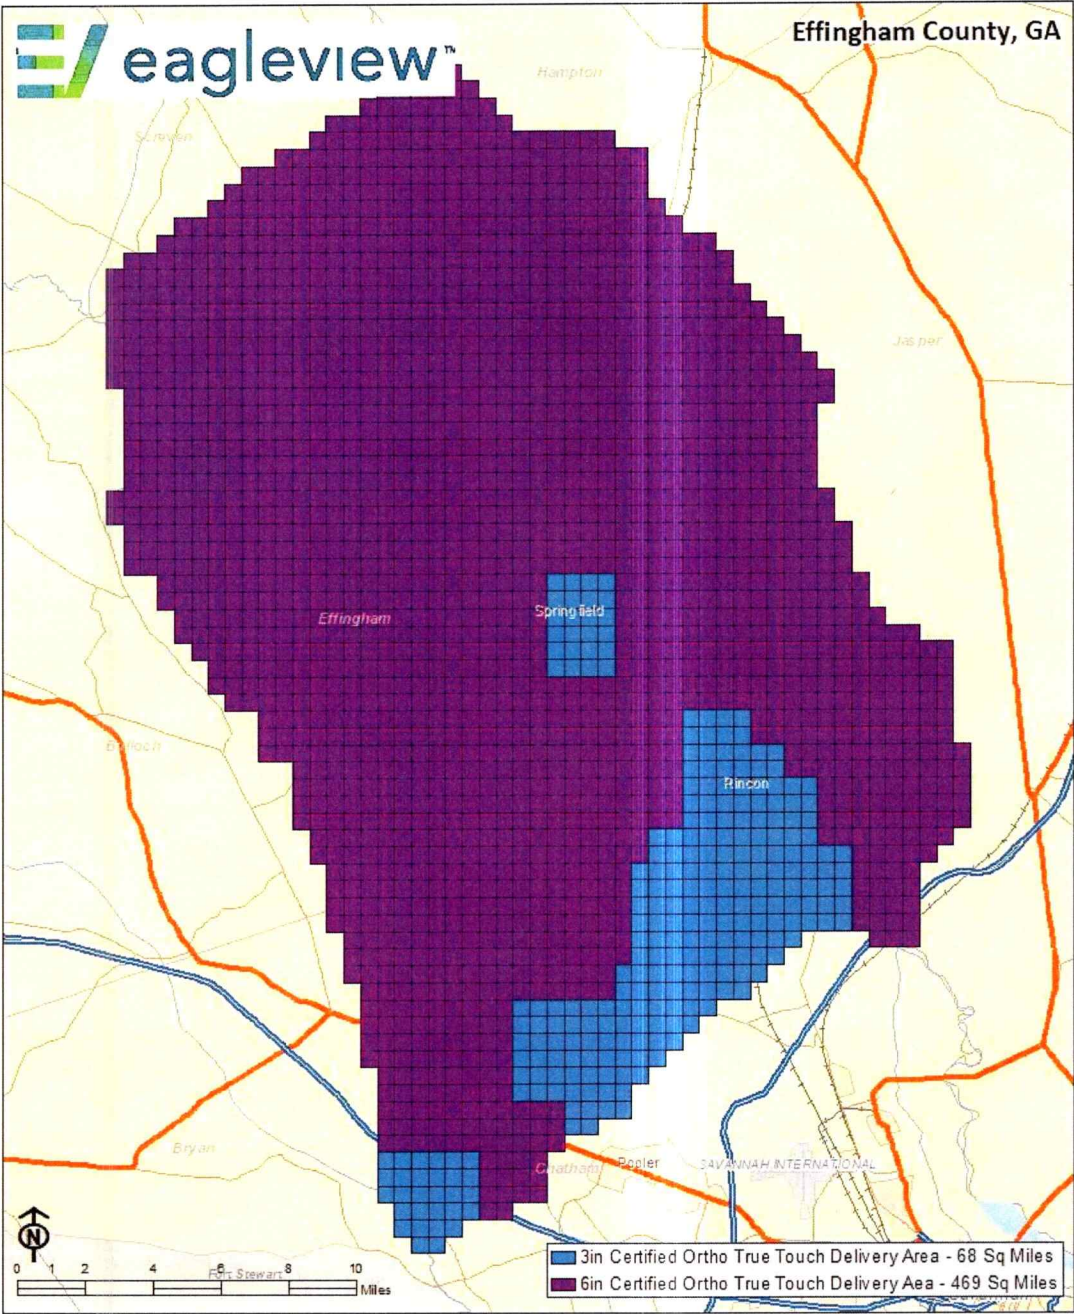 eagleview™
Effingham County, GA
Hampton
Screven
Jasper
Springfield
Effingham
Bulloch
Rincon
Bryan
Chatham
Pooler
SAVANNAH INTERNATIONAL
N
0 1 2 4 6 8 10
Miles
Fort Stewart
3in Certified Ortho True Touch Delivery Area - 68 Sq Miles
6in Certified Ortho True Touch Delivery Aea - 469 Sq Miles